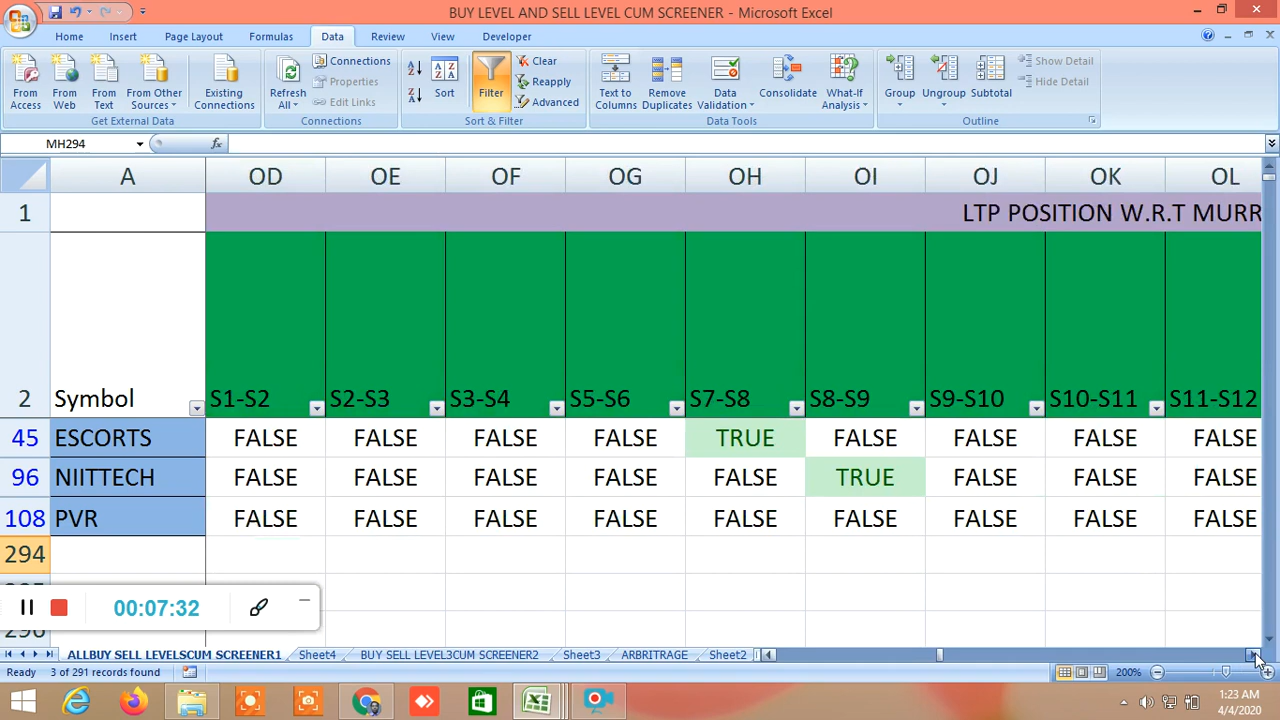 BUY LEVEL AND SELL LEVEL CUM SCREENER - Microsoft Excel
Home Insert Page Layout Formulas Data Review View Developer
From Access From Web From Text From Other Sources Existing Connections Refresh All Connections Properties Edit Links Sort Filter Clear Reapply Advanced Text to Columns Remove Duplicates Data Validation Consolidate What-If Analysis Group Ungroup Subtotal Show Detail Hide Detail
Get External Data Connections Sort & Filter Data Tools Outline
MH294 fx
A OD OE OF OG OH OI OJ OK OL
1 LTP POSITION W.R.T MURR
2 Symbol S1-S2 S2-S3 S3-S4 S5-S6 S7-S8 S8-S9 S9-S10 S10-S11 S11-S12
45 ESCORTS FALSE FALSE FALSE FALSE TRUE FALSE FALSE FALSE FALSE
96 NIITTECH FALSE FALSE FALSE FALSE FALSE TRUE FALSE FALSE FALSE
108 PVR FALSE FALSE FALSE FALSE FALSE FALSE FALSE FALSE FALSE
294
00:07:32
296
ALLBUY SELL LEVELSCUM SCREENER1 Sheet4 BUY SELL LEVEL3CUM SCREENER Sheet3 ARBRITRAGE Sheet2
Ready 3 of 291 records found 200%
1:23 AM
4/4/2020